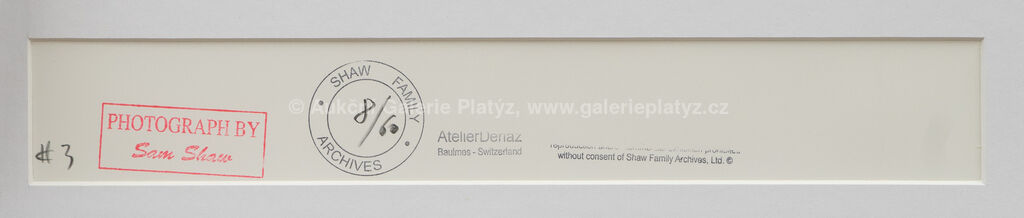 #3
PHOTOGRAPH BY
Sam Shaw
SHAW FAMILY
8/60
ARCHIVES
© Aukční Galerie Platýz, www.galerieplatyz.cz
AtelierDenaz
Baulmes - Switzerland
without consent of Shaw Family Archives, Ltd. ©